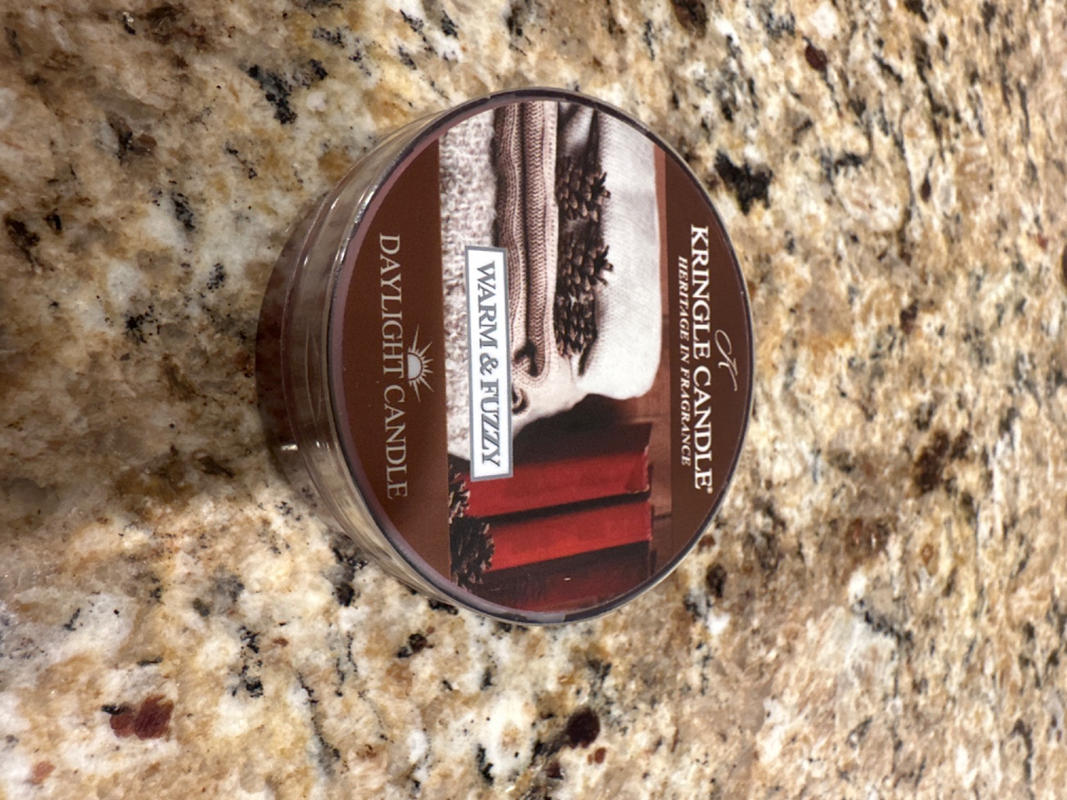 K
KRINGLE CANDLE®
HERITAGE IN FRAGRANCE
WARM & FUZZY
DAYLIGHT CANDLE